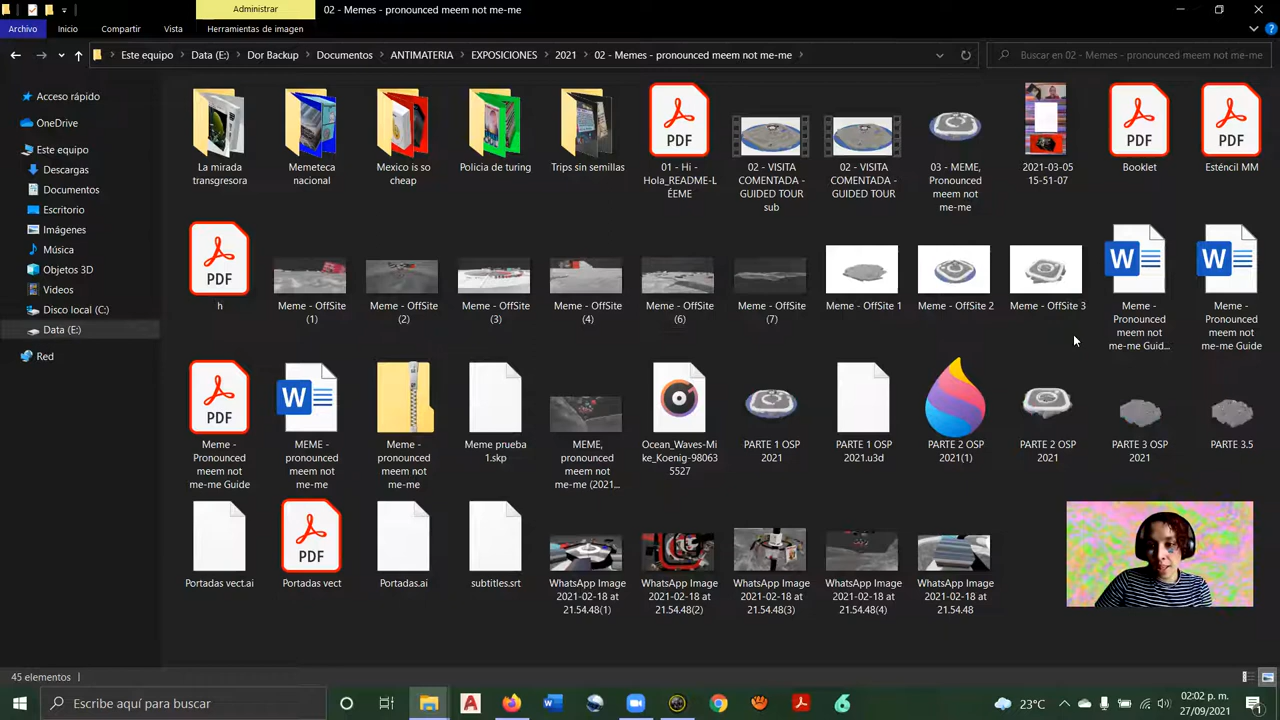 Administrar
02 - Memes - pronounced meem not me-me
Archivo Inicio Compartir Vista Herramientas de imagen
Este equipo > Data (E:) > Dor Backup > Documentos > ANTIMATERIA > EXPOSICIONES > 2021 > 02 - Memes - pronounced meem not me-me >
Buscar en 02 - Memes - pronounced meem not me-me
Acceso rápido
OneDrive
Este equipo
Descargas
Documentos
Escritorio
Imágenes
Música
Objetos 3D
Videos
Disco local (C:)
Data (E:)
Red
La mirada
transgresora
Memeteca
nacional
Mexico is so
cheap
Policia de turing
Trips sin semillas
PDF
01 - Hi -
Hola_README-L
ÉEME
02 - VISITA
COMENTADA -
GUIDED TOUR
sub
02 - VISITA
COMENTADA -
GUIDED TOUR
03 - MEME,
Pronounced
meem not
me-me
2021-03-05
15-51-07
PDF
Booklet
PDF
Esténcil MM
PDF
h
Meme - OffSite
(1)
Meme - OffSite
(2)
Meme - OffSite
(3)
Meme - OffSite
(4)
Meme - OffSite
(6)
Meme - OffSite
(7)
Meme - OffSite 1
Meme - OffSite 2
Meme - OffSite 3
W
Meme -
Pronounced
meem not
me-me Guid...
W
Meme -
Pronounced
meem not
me-me Guide
PDF
Meme -
Pronounced
meem not
me-me Guide
W
MEME -
pronounced
meem not
me-me
Meme -
pronounced
meem not
me-me
Meme prueba
1.skp
MEME,
pronounced
meem not
me-me (2021...
Ocean_Waves-Mi
ke_Koenig-98063
5527
PARTE 1 OSP
2021
PARTE 1 OSP
2021.u3d
PARTE 2 OSP
2021(1)
PARTE 2 OSP
2021
PARTE 3 OSP
2021
PARTE 3.5
Portadas vect.ai
PDF
Portadas vect
Portadas.ai
subtitles.srt
WhatsApp Image
2021-02-18 at
21.54.48(1)
WhatsApp Image
2021-02-18 at
21.54.48(2)
WhatsApp Image
2021-02-18 at
21.54.48(3)
WhatsApp Image
2021-02-18 at
21.54.48(4)
WhatsApp Image
2021-02-18 at
21.54.48
45 elementos
Escribe aquí para buscar
23°C
02:02 p. m.
27/09/2021